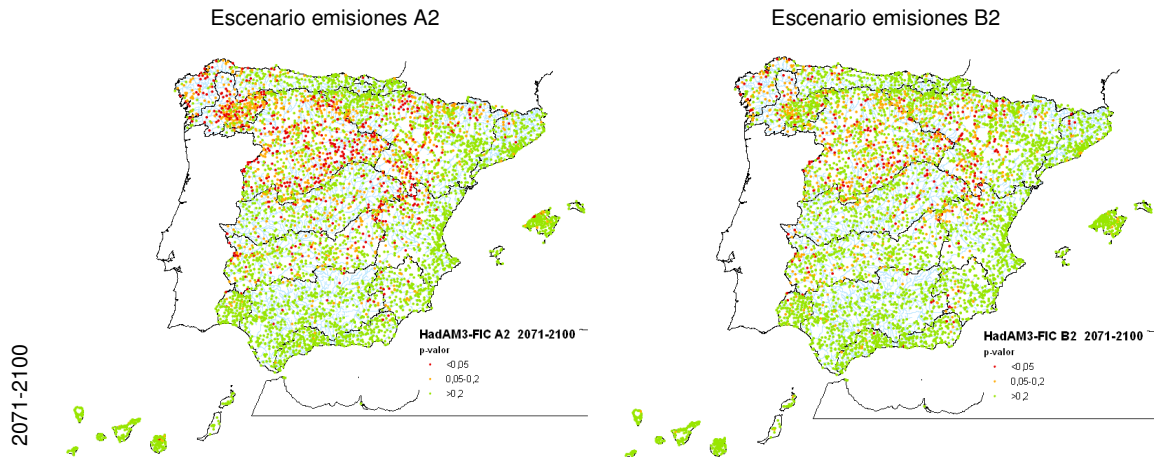 Escenario emisiones A2
Escenario emisiones B2
2071-2100
HadAM3-FIC A2 2071-2100
p-valor
<0,05
0,05-0,2
>0,2
HadAM3-FIC B2 2071-2100
p-valor
<0,05
0,05-0,2
>0,2